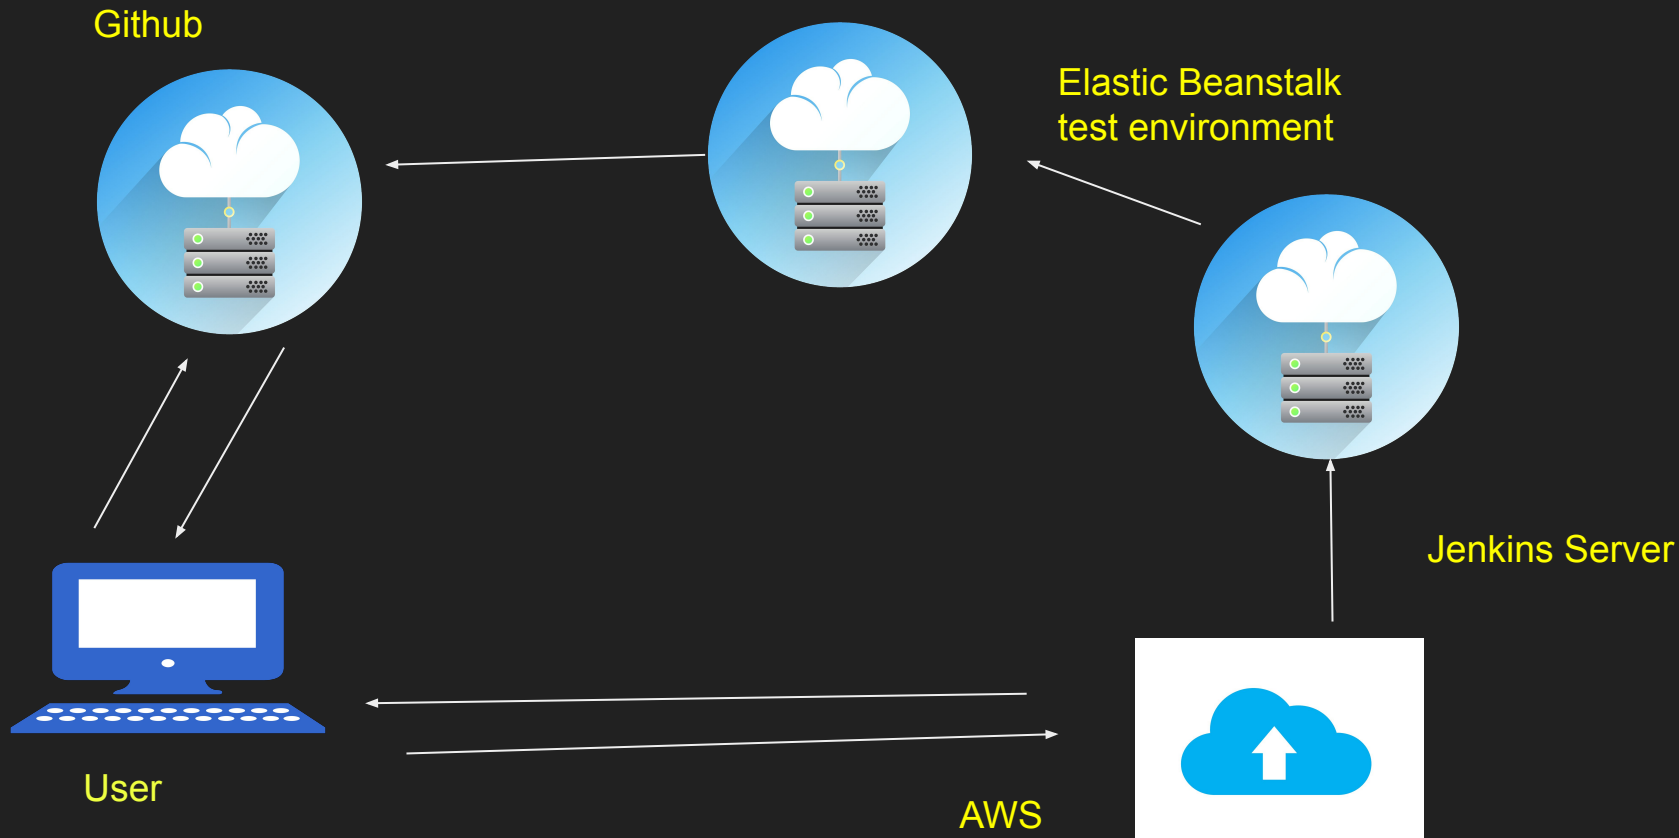 Github
Elastic Beanstalk
test environment
Jenkins Server
User
AWS